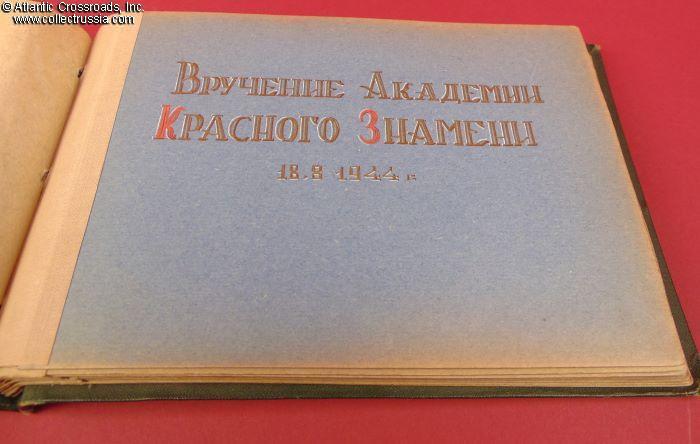 © Atlantic Crossroads, Inc.
www.collectrussia.com
Вручение Академии
Красного Знамени
18.8 1944 г.